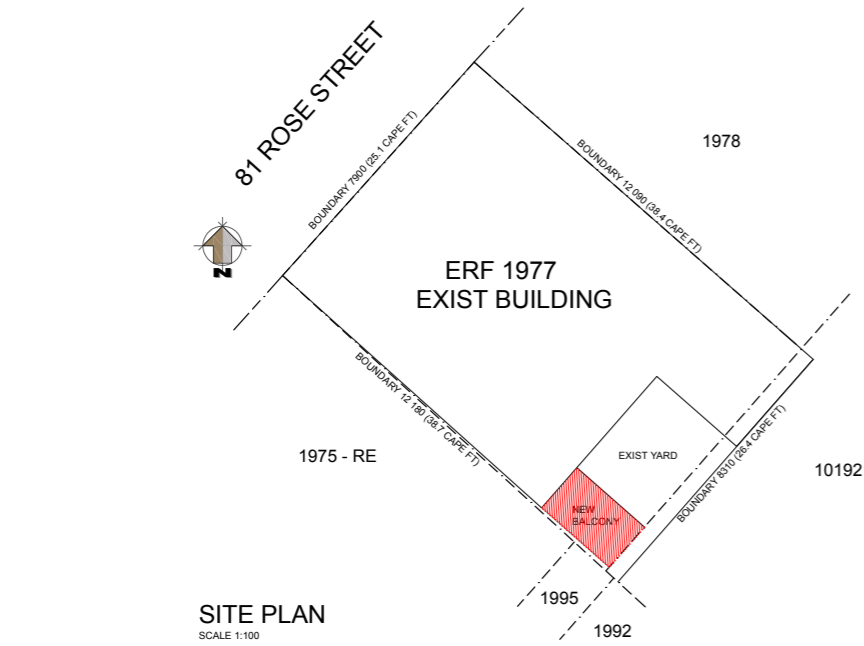 81 ROSE STREET
BOUNDARY 7900 (25.1 CAPE FT)
BOUNDARY 12 090 (38.4 CAPE FT)
1978
N
ERF 1977
EXIST BUILDING
BOUNDARY 12 180 (38.7 CAPE FT)
1975 - RE
EXIST YARD
BOUNDARY 8310 (26.4 CAPE FT)
10192
NEW
BALCONY
1995
1992
SITE PLAN
SCALE 1:100